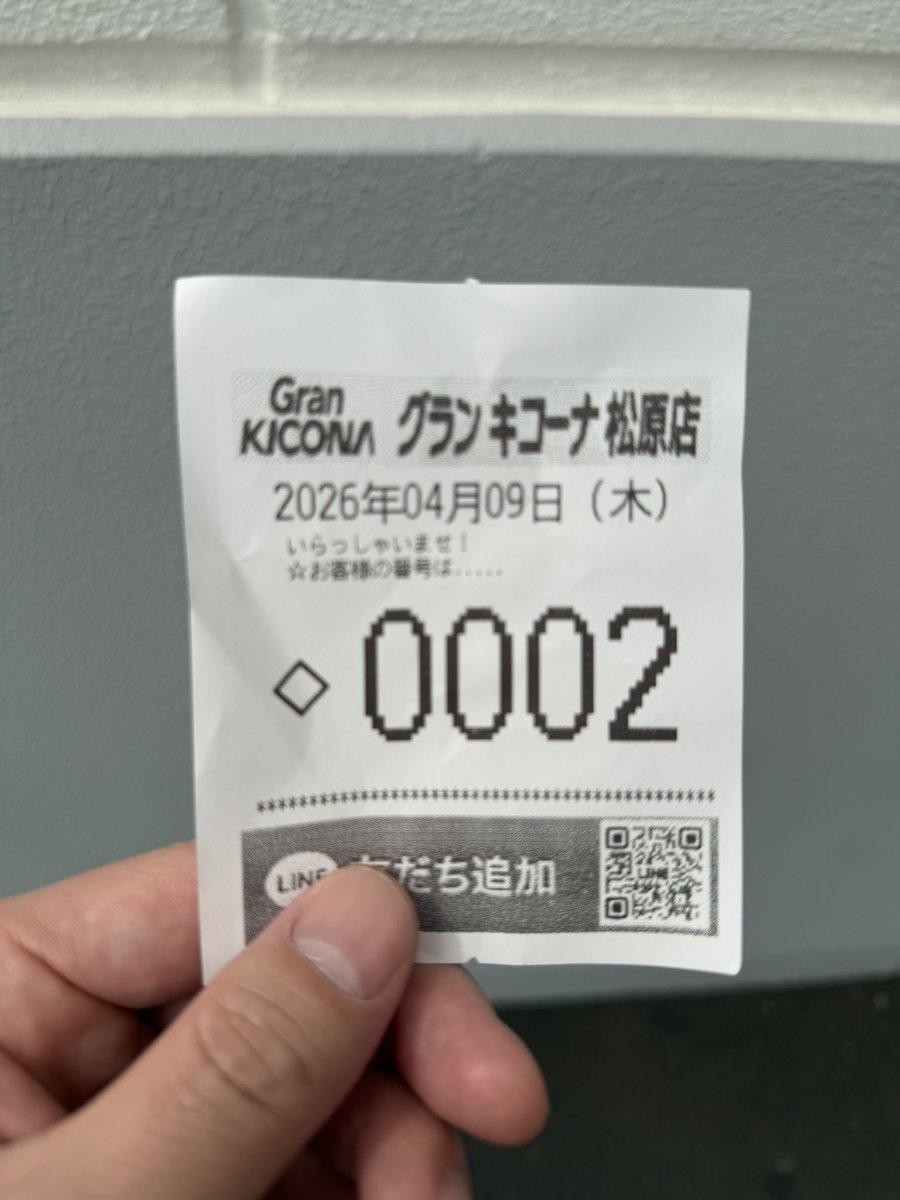 Gran KICONA グランキコーナ 松原店
2026年04月09日（木）
いらっしゃいませ！
☆お客様の番号は.....
◇ 0002
******************************************
LINE 友だち追加